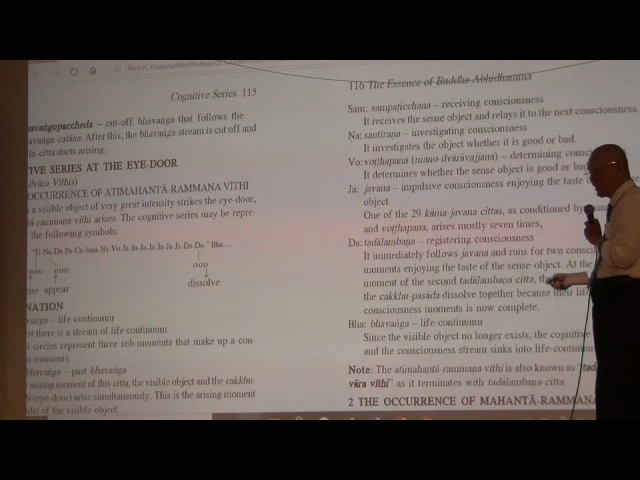 Cognitive Series 115
avaṅgupaccheda – cut-off bhavaṅga that follows the
avaṅga-calana. After this, the bhavaṅga-stream is cut off and
hi-citta starts arising.
TIVE SERIES AT THE EYE-DOOR
dvāra Vīthis)
OCCURRENCE OF ATIMAHANTĀ-RAMMAṆA VĪTHI
a visible object of very great intensity strikes the eye-door,
tā-rammaṇa vīthi arises. The cognitive series may be repre-
the following symbols:
"Ti Na Da Pa Ca Sam Na Vo Ja Ja Ja Ja Ja Ja Ja Da Da" Bha....
ooo ooo ooo
appear dissolve
NATION
vaṅga – life-continuum
st there is a stream of life continuum
circles represent three sub-moments that make up a con-
moment).
bhavaṅga – past bhavaṅga
arising moment of this citta, the visible object and the cakkhu-
(eye-door) arise simultaneously. This is the arising moment
of the visible object.
116 The Essence of Buddha Abhidhamma
Sam: sampaṭicchana – receiving consciousness
It receives the sense object and relays it to the next consciousness.
Na: santīraṇa – investigating consciousness
It investigates the object whether it is good or bad.
Vo: voṭṭhapana (mano-dvārāvajjana) – determining
It determines whether the sense object is good or bad
Ja: javana – impulsive consciousness enjoying the taste
object
One of the 29 kāma-javana cittas, as conditioned by
and voṭṭhapana, arises mostly seven times,
Da: tadālambaṇa – registering consciousness
It immediately follows javana and runs for two
moments enjoying the taste of the sense-object. At the
moment of the second tadālambaṇa citta,
the cakkhu-pasāda dissolve together because their
consciousness moments is now complete.
Bha: bhavaṅga – life-continuum
Since the visible object no longer exists, the cognitive
and the consciousness stream sinks into
Note: The atimahantā-rammaṇa vīthi is also known as
vāra vīthi" as it terminates with tadālambaṇa-citta.
2 THE OCCURRENCE OF MAHANTĀ-RAMMAṆA